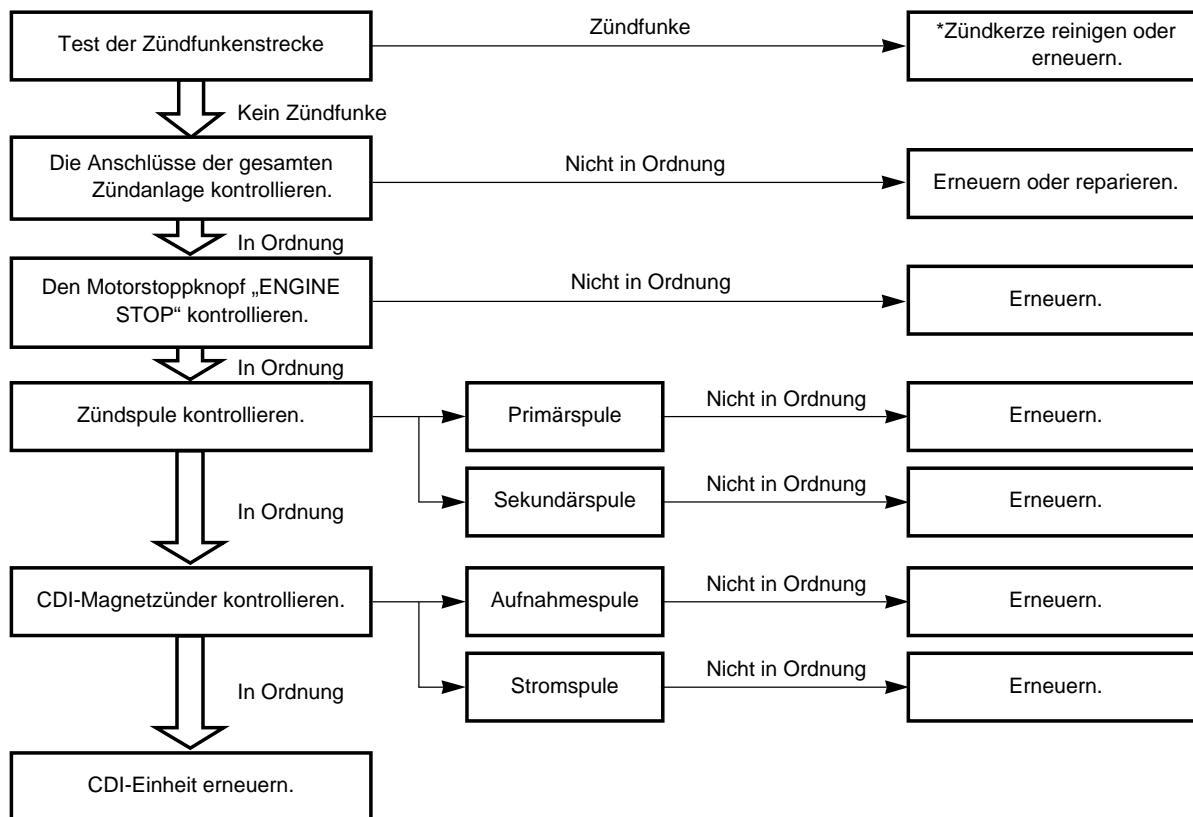 Test der Zündfunkenstrecke
Zündfunke
*Zündkerze reinigen oder
erneuern.
Kein Zündfunke
Die Anschlüsse der gesamten
Zündanlage kontrollieren.
Nicht in Ordnung
Erneuern oder reparieren.
In Ordnung
Den Motorstoppknopf „ENGINE
STOP“ kontrollieren.
Nicht in Ordnung
Erneuern.
In Ordnung
Zündspule kontrollieren.
Primärspule
Nicht in Ordnung
Erneuern.
Sekundärspule
Nicht in Ordnung
Erneuern.
In Ordnung
CDI-Magnetzünder kontrollieren.
Aufnahmespule
Nicht in Ordnung
Erneuern.
Stromspule
Nicht in Ordnung
Erneuern.
In Ordnung
CDI-Einheit erneuern.